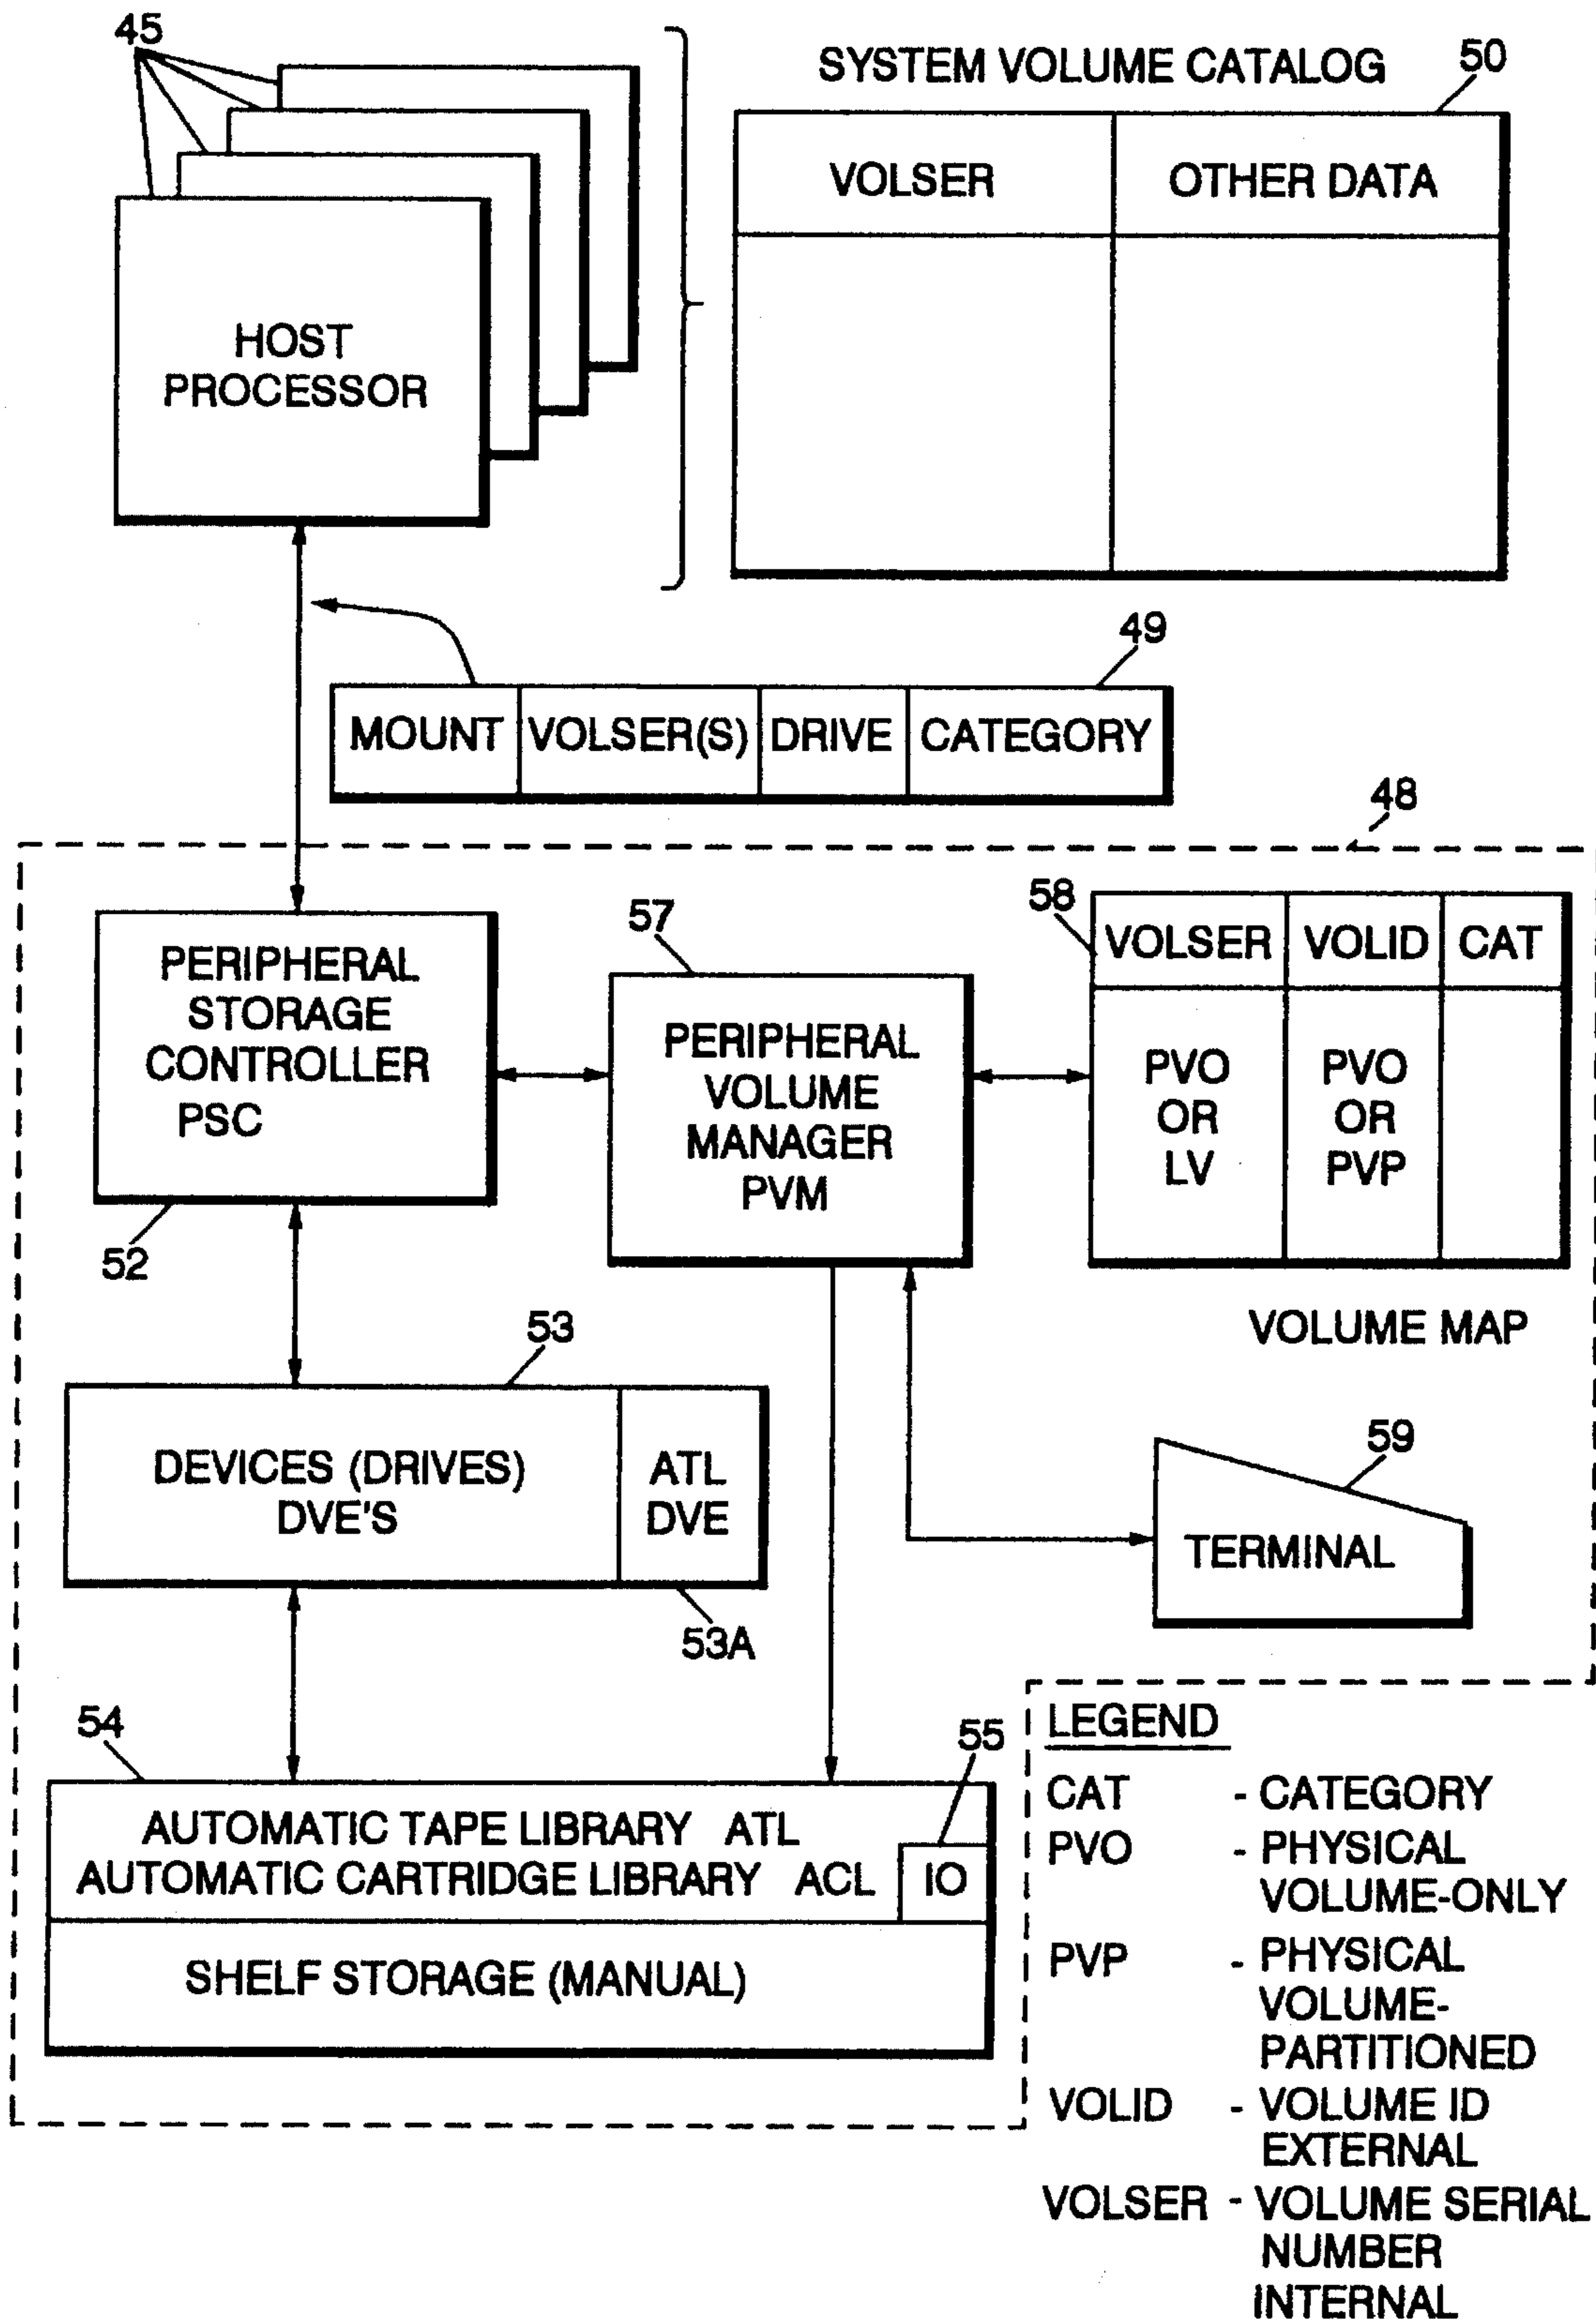 45
SYSTEM VOLUME CATALOG
50
VOLSER
OTHER DATA
HOST
PROCESSOR
49
MOUNT
VOLSER(S)
DRIVE
CATEGORY
48
52
PERIPHERAL
STORAGE
CONTROLLER
PSC
57
PERIPHERAL
VOLUME
MANAGER
PVM
58
VOLSER
VOLID
CAT
PVO
OR
LV
PVO
OR
PVP
VOLUME MAP
53
DEVICES (DRIVES)
DVE'S
ATL
DVE
53A
59
TERMINAL
54
55
AUTOMATIC TAPE LIBRARY ATL
AUTOMATIC CARTRIDGE LIBRARY ACL
IO
SHELF STORAGE (MANUAL)
LEGEND
CAT - CATEGORY
PVO - PHYSICAL
VOLUME-ONLY
PVP - PHYSICAL
VOLUME-
PARTITIONED
VOLID - VOLUME ID
EXTERNAL
VOLSER - VOLUME SERIAL
NUMBER
INTERNAL